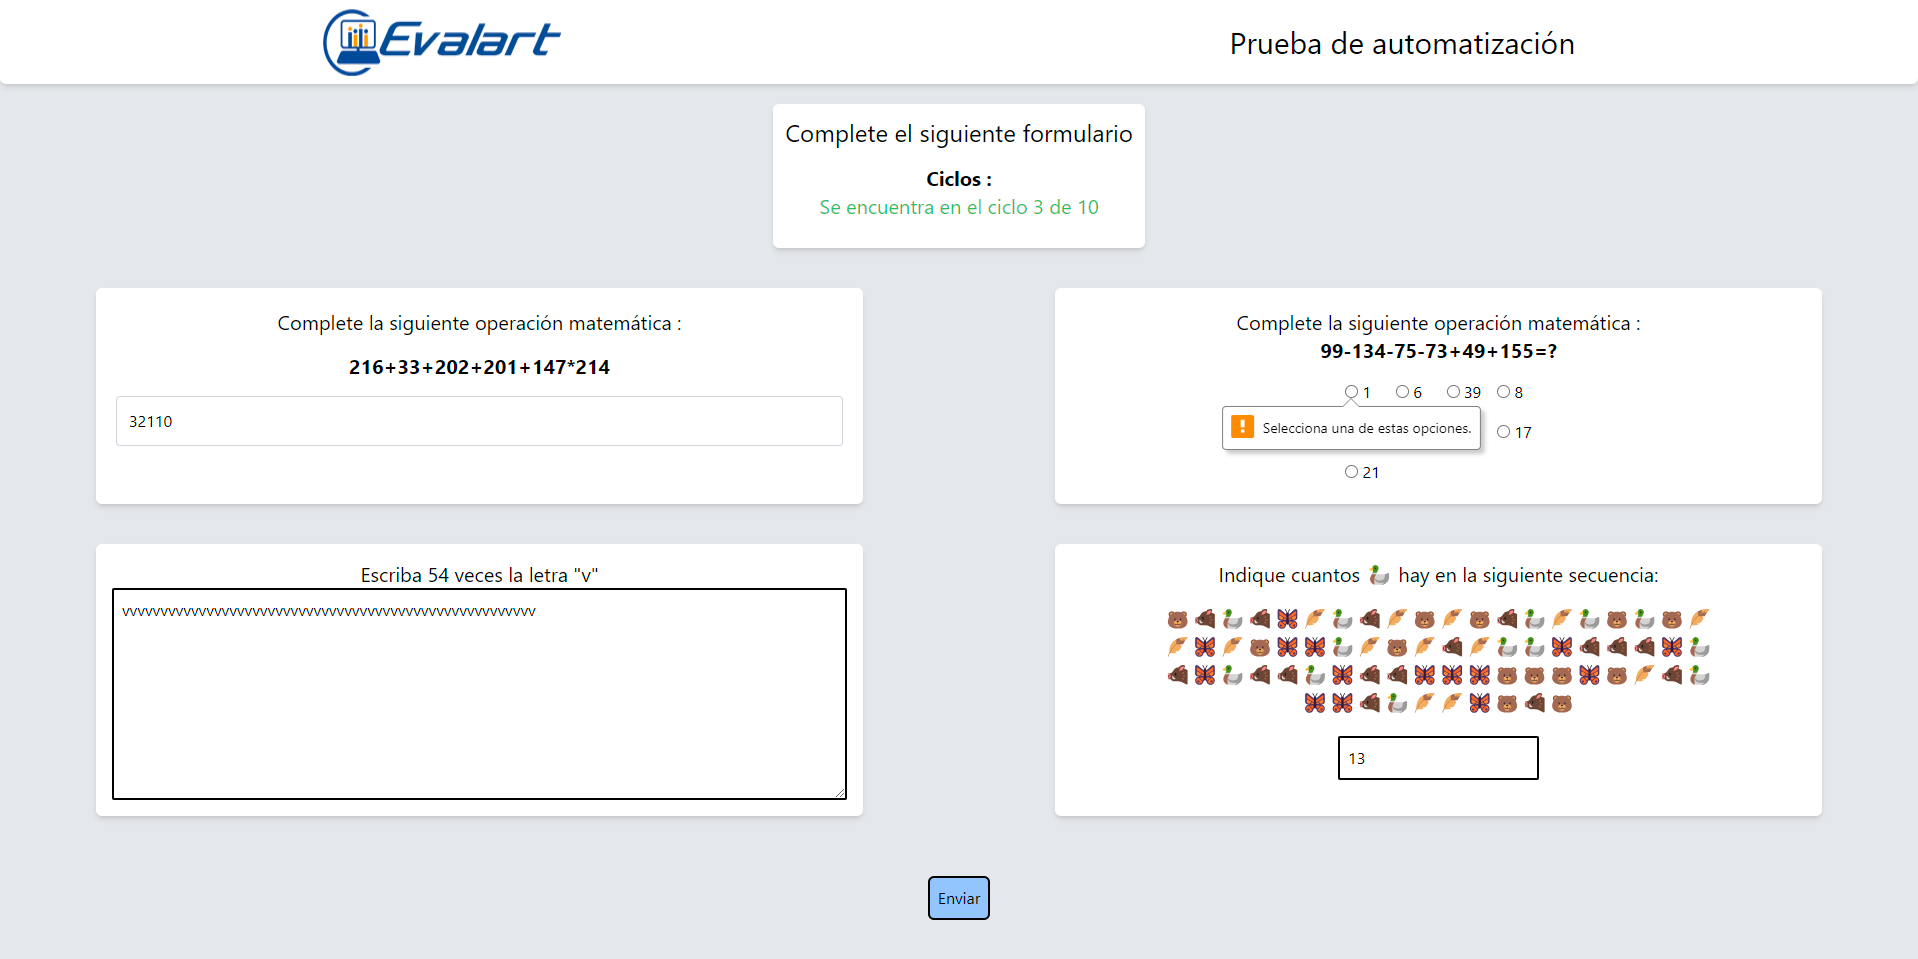 Evalart
Prueba de automatización
Complete el siguiente formulario
Ciclos :
Se encuentra en el ciclo 3 de 10
Complete la siguiente operación matemática :
216+33+202+201+147*214
32110
Complete la siguiente operación matemática :
99-134-75-73+49+155=?
1 6 39 8
Selecciona una de estas opciones.
17
21
Escriba 54 veces la letra "v"
vvvvvvvvvvvvvvvvvvvvvvvvvvvvvvvvvvvvvvvvvvvvvvvvvvvvvv
Indique cuantos 🦆 hay en la siguiente secuencia:
13
Enviar